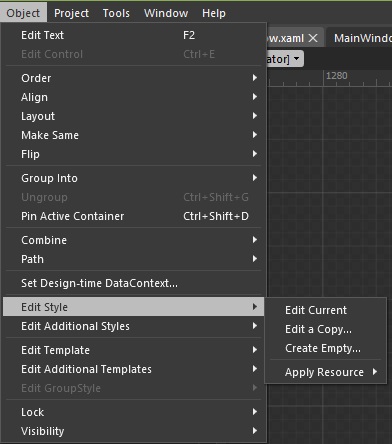 Object Project Tools Window Help
Edit Text F2
ow.xaml X MainWindo
Edit Control Ctrl+E
ator]
Order
1280
Align
Layout
Make Same
Flip
Group Into
Ungroup Ctrl+Shift+G
Pin Active Container Ctrl+Shift+D
Combine
Path
Set Design-time DataContext...
Edit Style
Edit Current
Edit Additional Styles
Edit a Copy...
Create Empty...
Edit Template
Edit Additional Templates
Apply Resource
Edit GroupStyle
Lock
Visibility